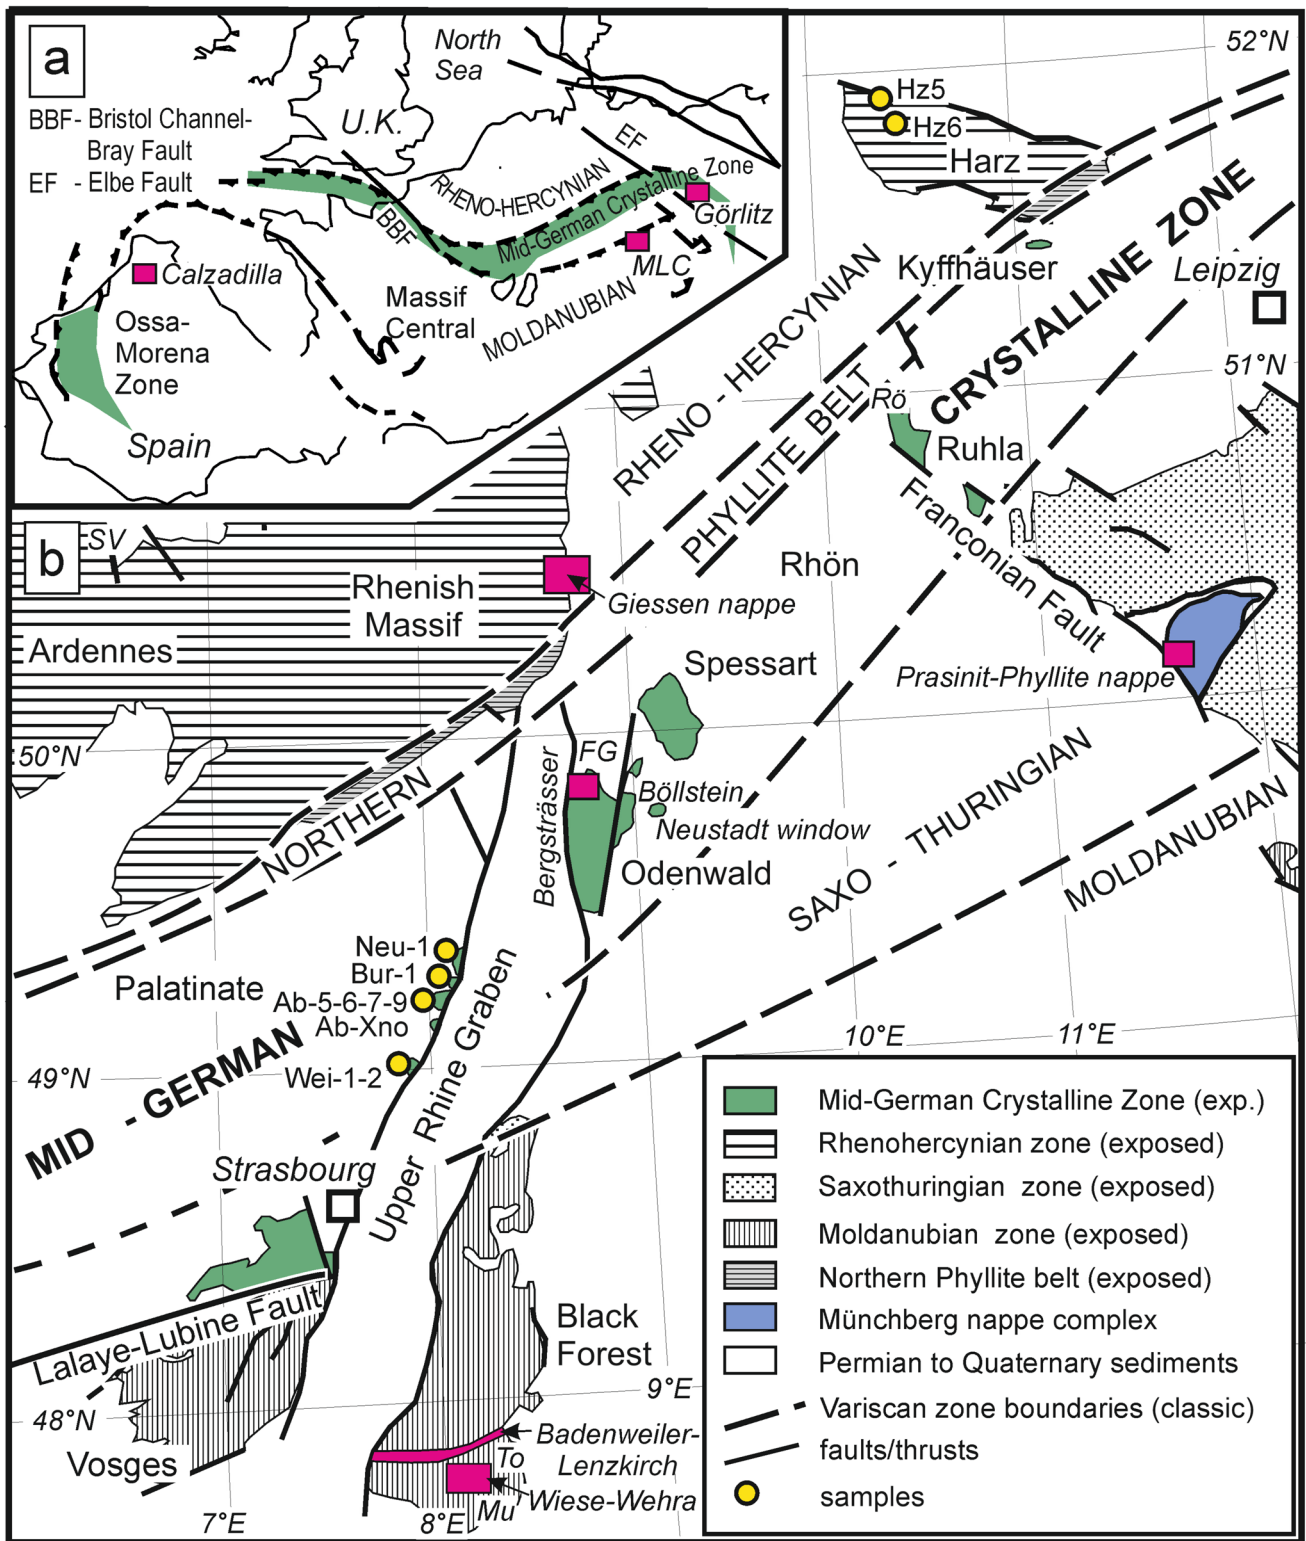 a
BBF- Bristol Channel-
Bray Fault
EF - Elbe Fault
North
Sea
U.K.
EF
RHENO-HERCYNIAN
Mid-German Crystalline Zone
BBF
Görlitz
MLC
Calzadilla
Massif
Central
MOLDANUBIAN
Ossa-
Morena
Zone
Spain
b
52°N
Hz5
Hz6
Harz
Kyffhäuser
Leipzig
51°N
RHENO - HERCYNIAN
PHYLLITE BELT
CRYSTALLINE ZONE
Rö
Ruhla
Franconian Fault
SV
Rhenish
Massif
Giessen nappe
Rhön
Ardennes
Spessart
Prasinit-Phyllite nappe
50°N
NORTHERN
FG
Bergsträsser
Böllstein
Neustadt window
Odenwald
SAXO - THURINGIAN
MOLDANUBIAN
Neu-1
Bur-1
Ab-5-6-7-9
Ab-Xno
Wei-1-2
Palatinate
Upper Rhine Graben
10°E
11°E
49°N
MID - GERMAN
Strasbourg
Lalaye-Lubine Fault
Black
Forest
9°E
48°N
Vosges
Badenweiler-
Lenzkirch
To
Wiese-Wehra
Mu
7°E
8°E
Mid-German Crystalline Zone (exp.)
Rhenohercynian zone (exposed)
Saxothuringian zone (exposed)
Moldanubian zone (exposed)
Northern Phyllite belt (exposed)
Münchberg nappe complex
Permian to Quaternary sediments
Variscan zone boundaries (classic)
faults/thrusts
samples